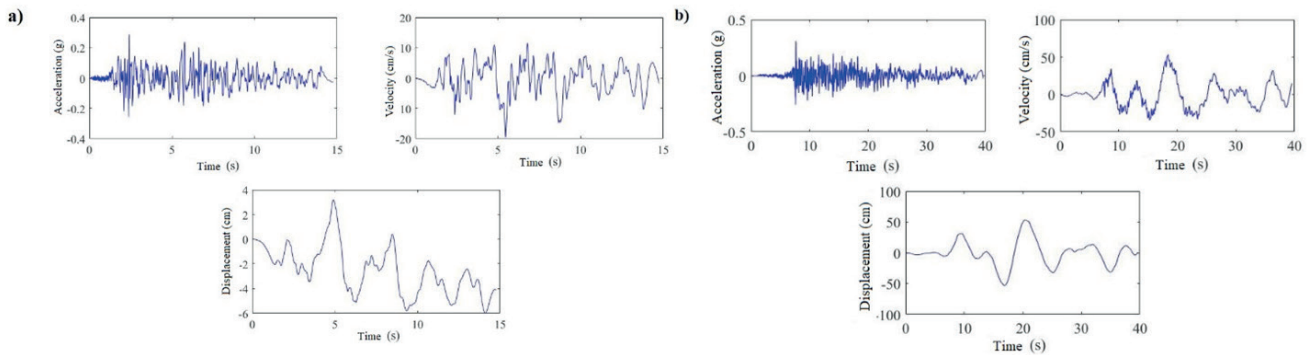 a)
0.4
0.2
0
-0.2
0.4
Acceleration (g)
0 5 10 15
Time (s)
20
10
0
-10
-20
Velocity (cm/s)
0 5 10 15
Time (s)
4
2
0
-2
-4
-6
Displacement (cm)
0 5 10 15
Time (s)
b)
0.5
0
-0.5
Acceleration (g)
0 10 20 30 40
Time (s)
100
50
0
-50
Velocity (cm/s)
0 10 20 30 40
Time (s)
100
50
0
-50
-100
Displacement (cm)
0 10 20 30 40
Time (s)